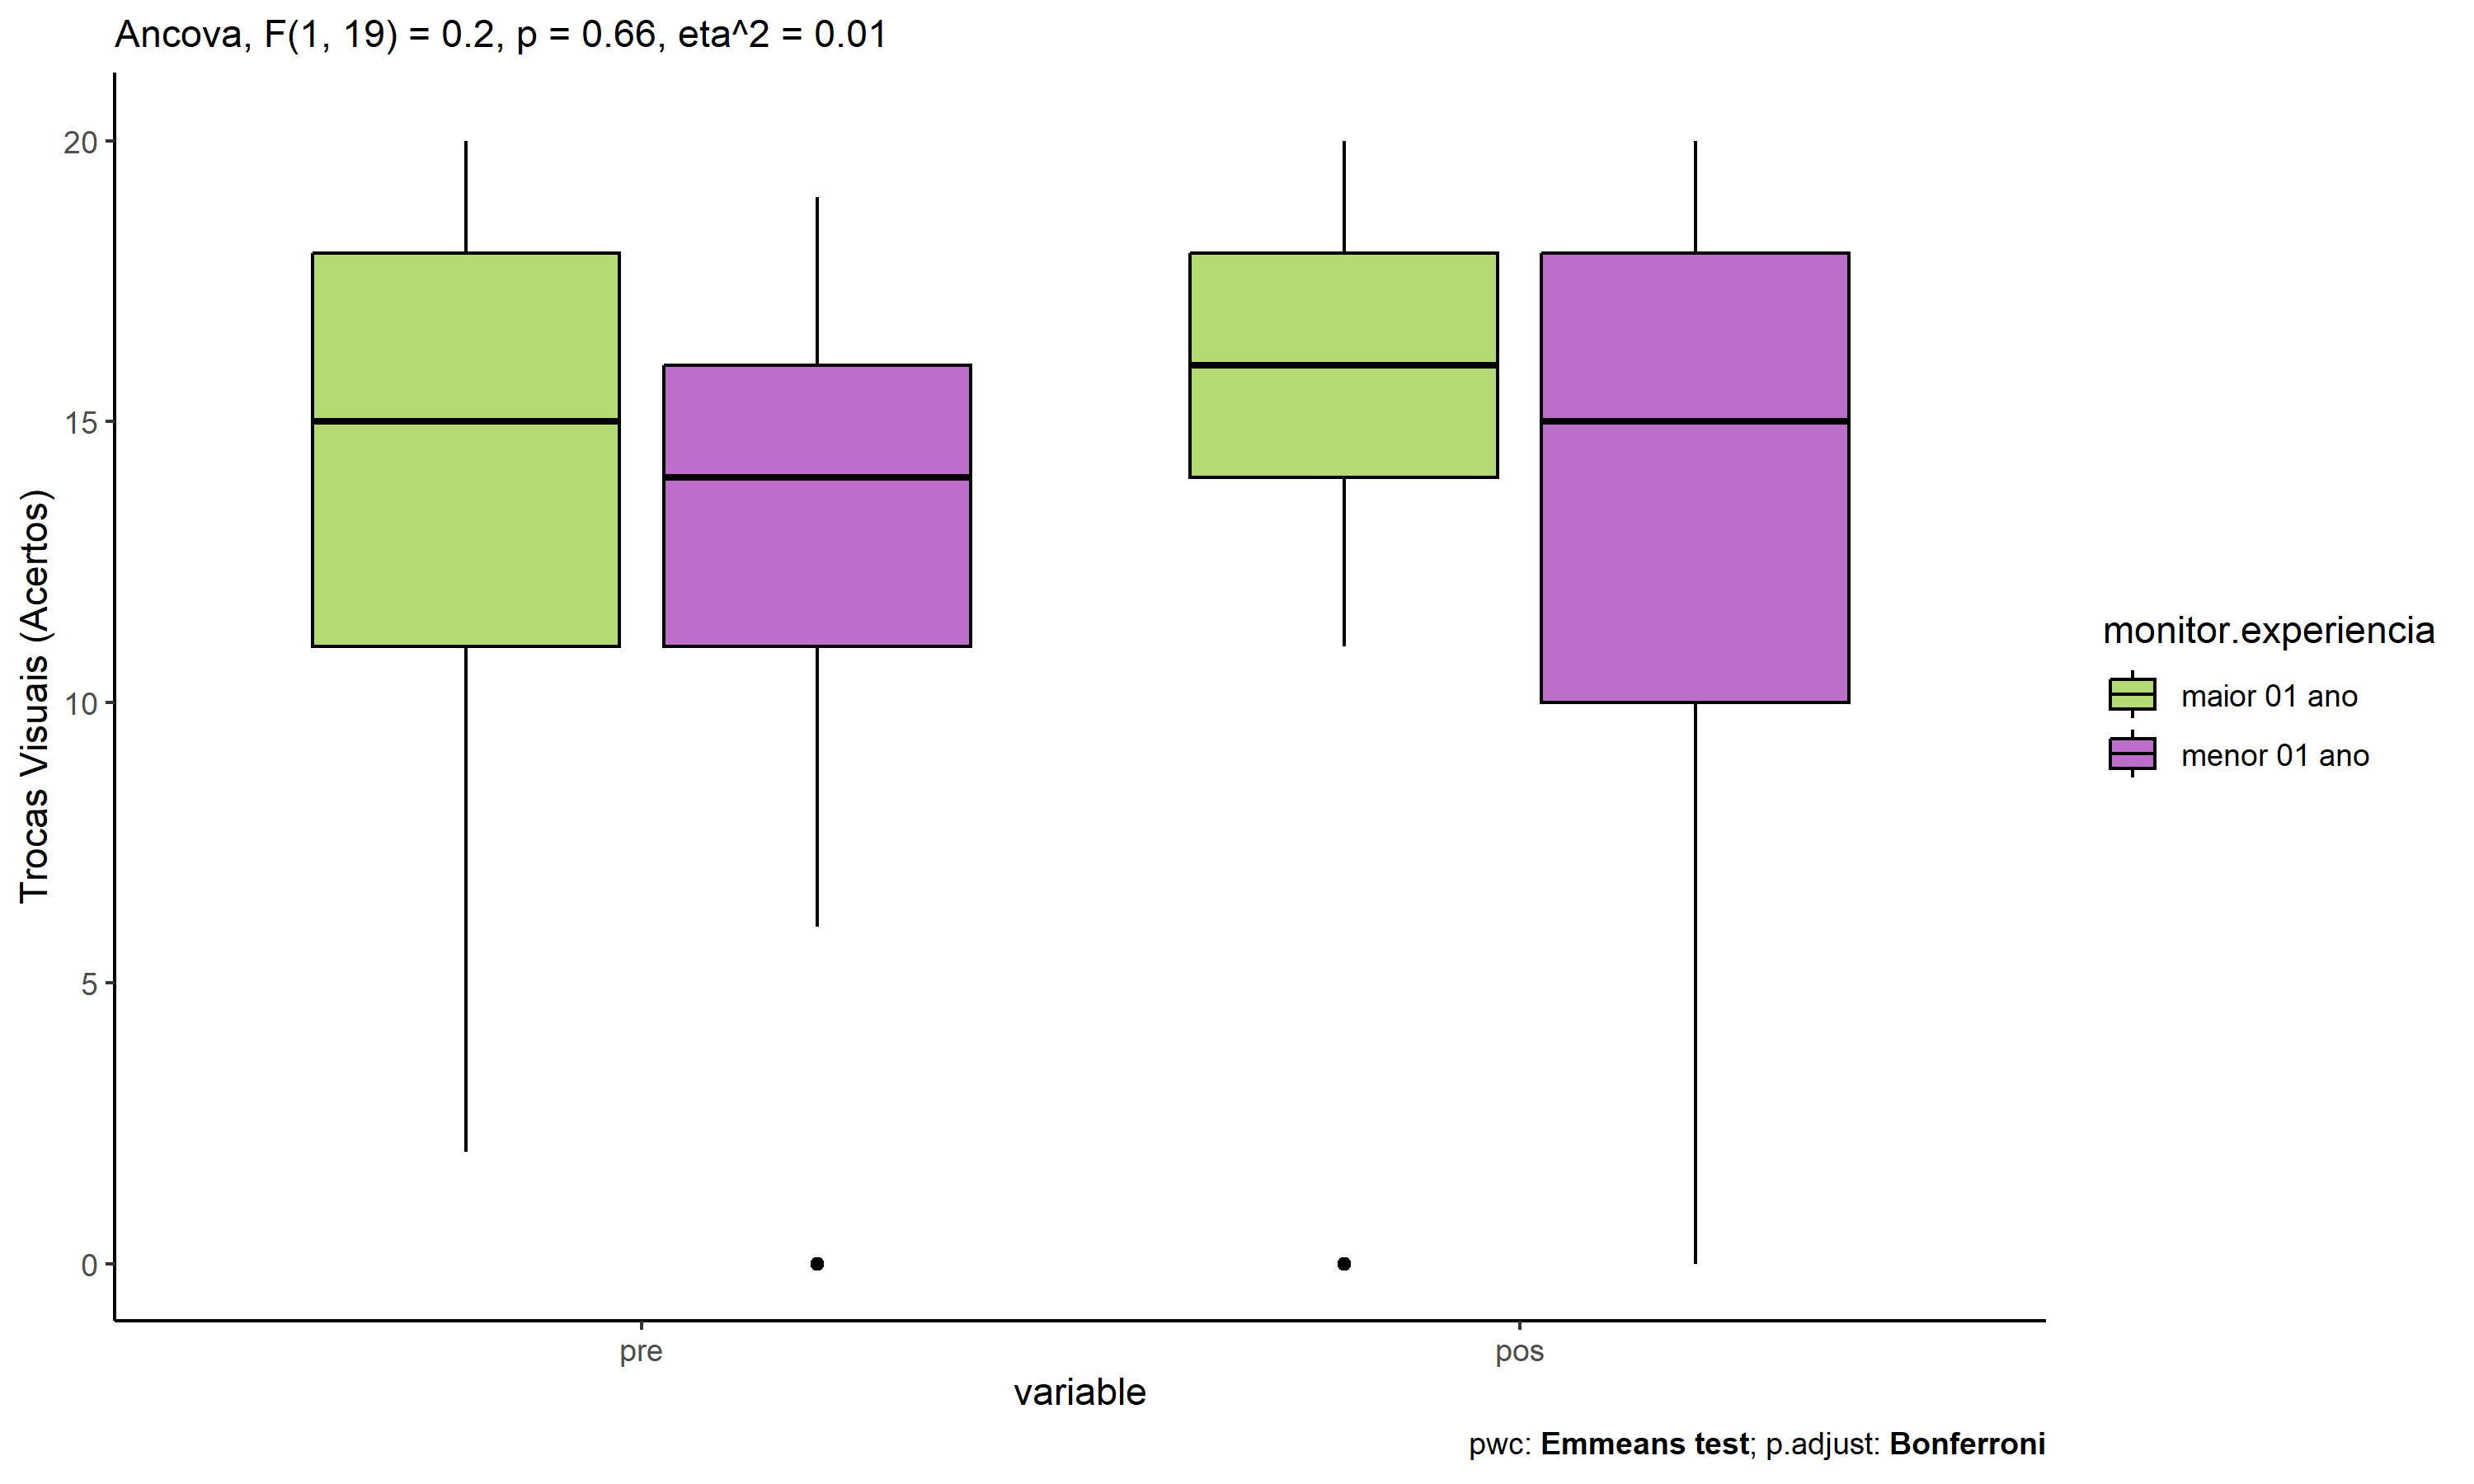 Ancova, F(1, 19) = 0.2, p = 0.66, eta^2 = 0.01
Trocas Visuais (Acertos)
20
15
10
5
0
pre
pos
variable
monitor.experiencia
maior 01 ano
menor 01 ano
pwc: Emmeans test; p.adjust: Bonferroni